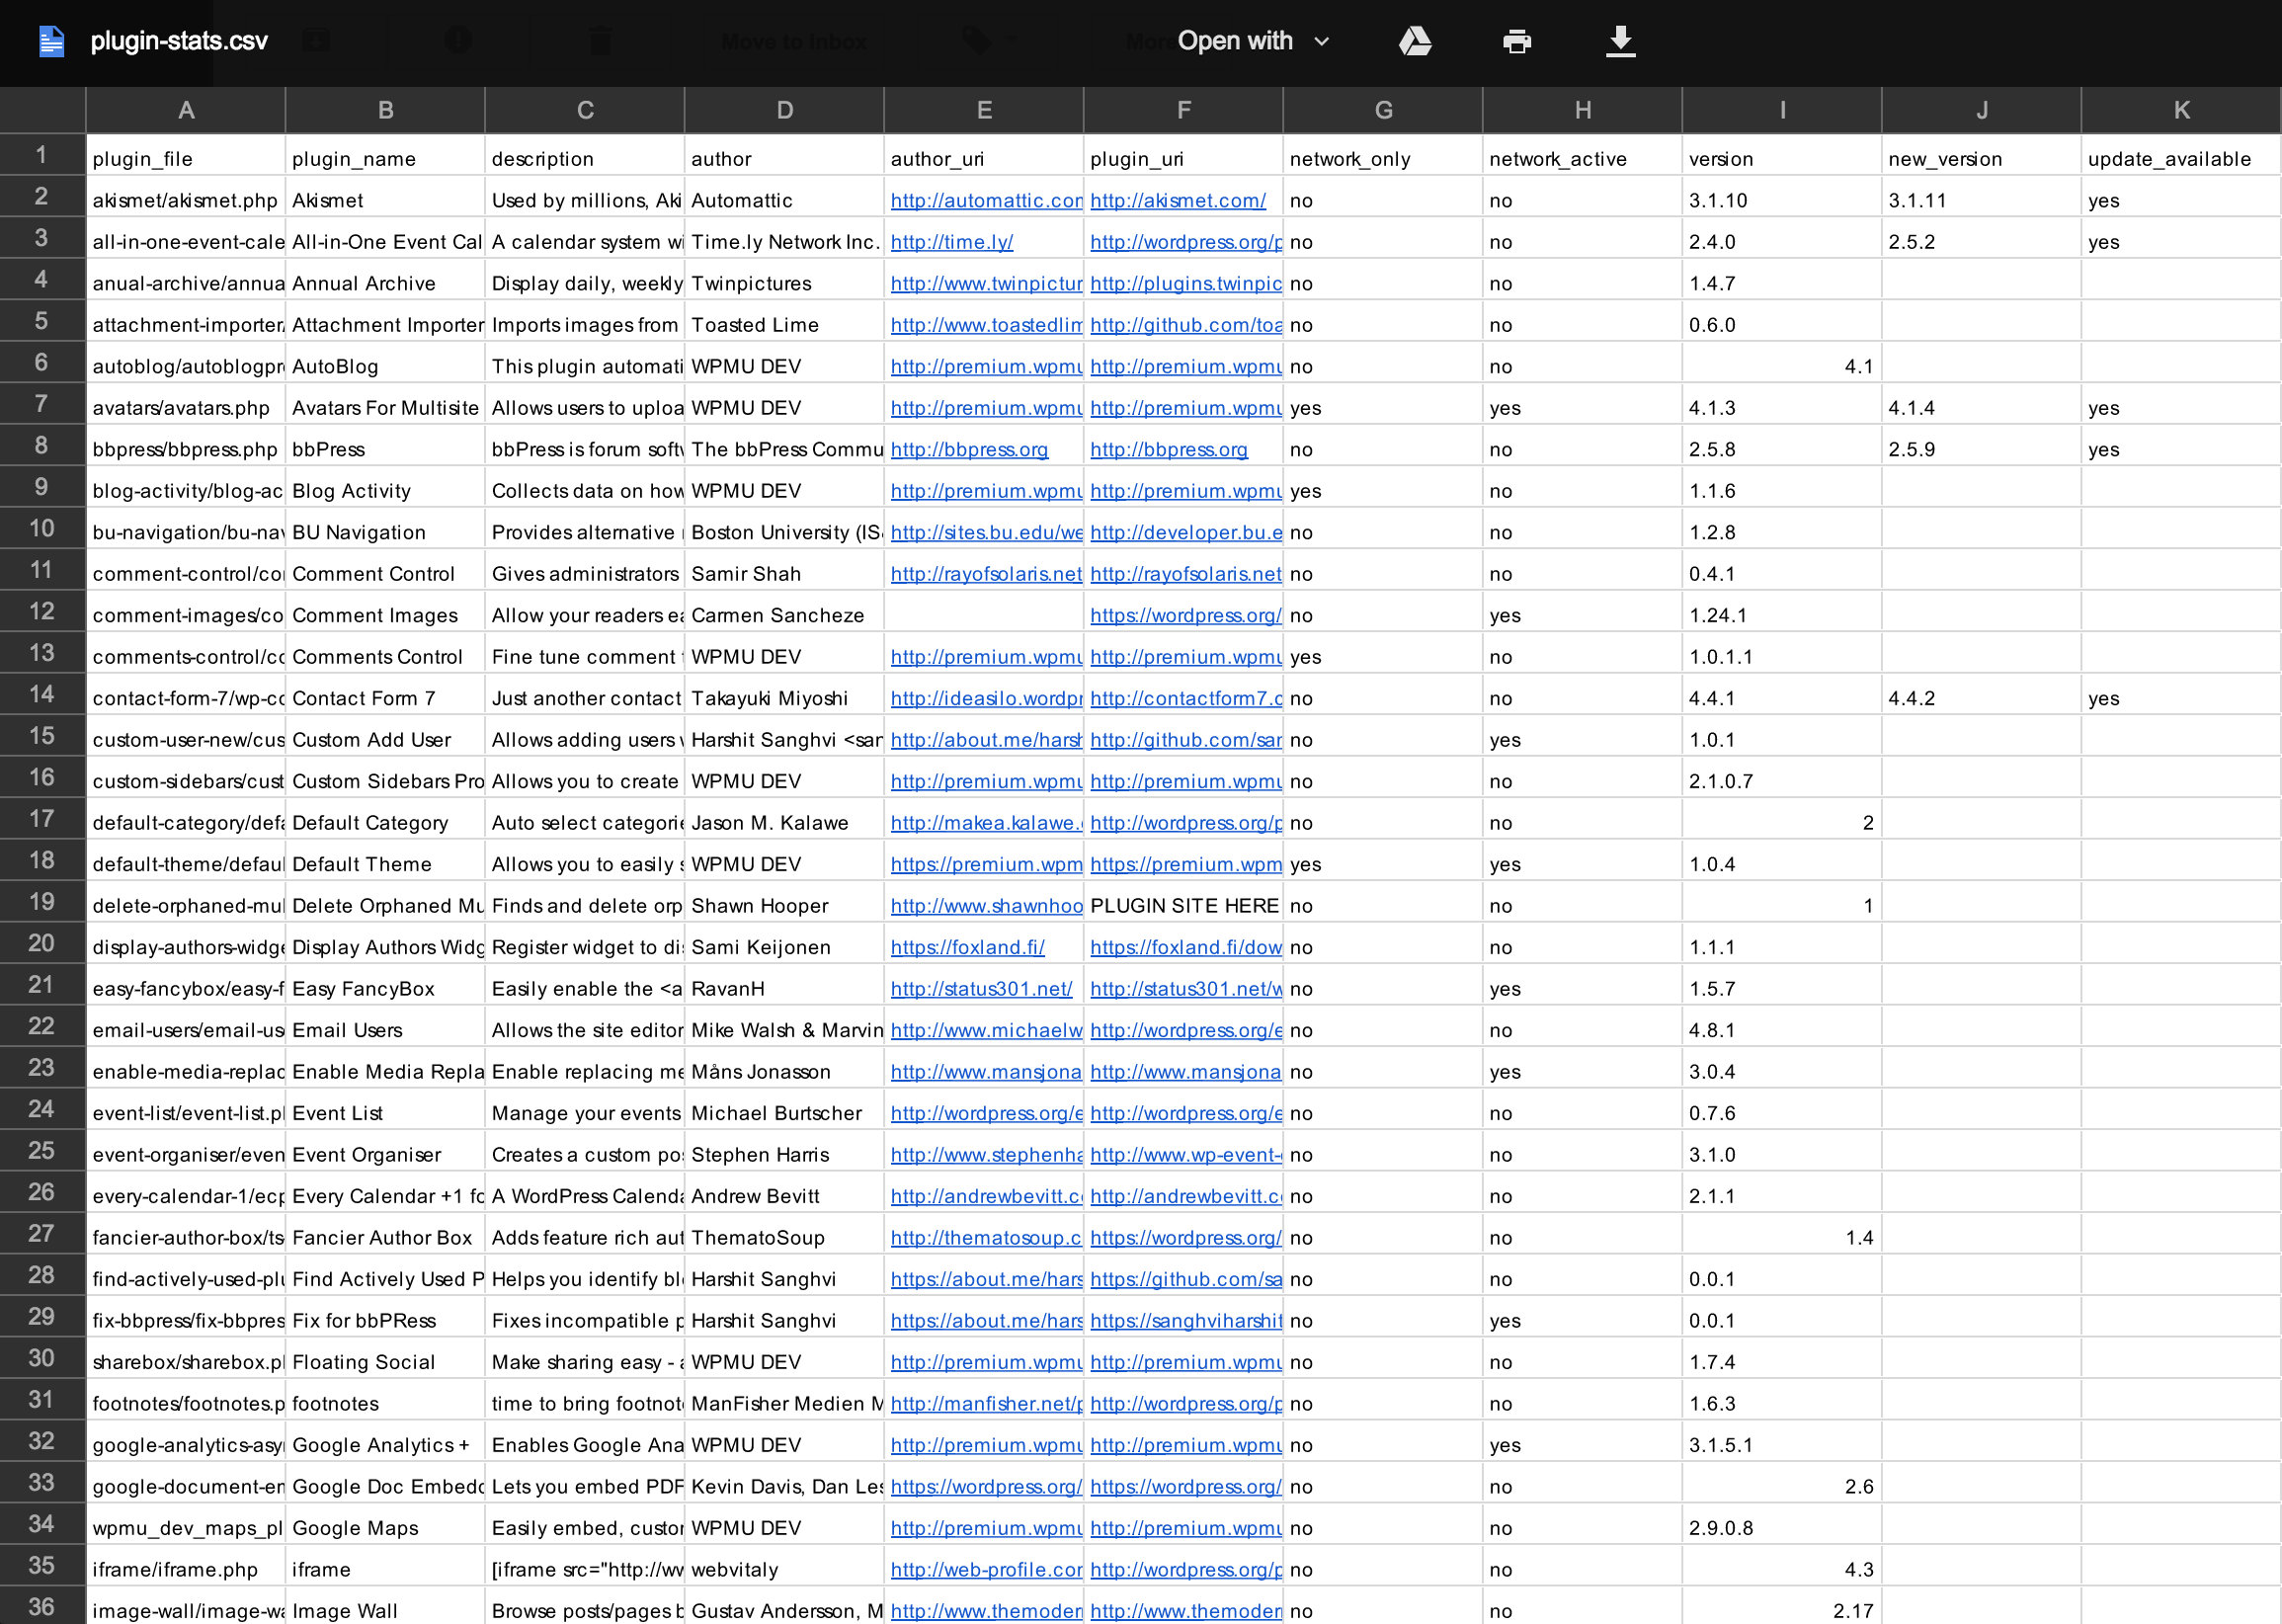 plugin-stats.csv Move to Inbox More Open with
A B C D E F G H I J K
1 plugin_file plugin_name description author author_uri plugin_uri network_only network_active version new_version update_available
2 akismet/akismet.php Akismet Used by millions, Aki Automattic http://automattic.com http://akismet.com/ no no 3.1.10 3.1.11 yes
3 all-in-one-event-cale All-in-One Event Cal A calendar system wi Time.ly Network Inc. http://time.ly/ http://wordpress.org/p no no 2.4.0 2.5.2 yes
4 anual-archive/annua Annual Archive Display daily, weekly Twinpictures http://www.twinpictur http://plugins.twinpic no no 1.4.7
5 attachment-importer/ Attachment Importer Imports images from Toasted Lime http://www.toastedlim http://github.com/toa no no 0.6.0
6 autoblog/autoblogpr AutoBlog This plugin automati WPMU DEV http://premium.wpmu http://premium.wpmu no no 4.1
7 avatars/avatars.php Avatars For Multisite Allows users to uploa WPMU DEV http://premium.wpmu http://premium.wpmu yes yes 4.1.3 4.1.4 yes
8 bbpress/bbpress.php bbPress bbPress is forum soft The bbPress Commu http://bbpress.org http://bbpress.org no no 2.5.8 2.5.9 yes
9 blog-activity/blog-ac Blog Activity Collects data on how WPMU DEV http://premium.wpmu http://premium.wpmu yes no 1.1.6
10 bu-navigation/bu-nav BU Navigation Provides alternative Boston University (IS http://sites.bu.edu/we http://developer.bu.e no no 1.2.8
11 comment-control/co Comment Control Gives administrators Samir Shah http://rayofsolaris.net http://rayofsolaris.net no no 0.4.1
12 comment-images/co Comment Images Allow your readers ea Carmen Sancheze https://wordpress.org/ no yes 1.24.1
13 comments-control/co Comments Control Fine tune comment WPMU DEV http://premium.wpmu http://premium.wpmu yes no 1.0.1.1
14 contact-form-7/wp-co Contact Form 7 Just another contact Takayuki Miyoshi http://ideasilo.wordpr http://contactform7.c no no 4.4.1 4.4.2 yes
15 custom-user-new/cus Custom Add User Allows adding users Harshit Sanghvi <san http://about.me/harsh http://github.com/san no yes 1.0.1
16 custom-sidebars/cust Custom Sidebars Pro Allows you to create WPMU DEV http://premium.wpmu http://premium.wpmu no no 2.1.0.7
17 default-category/defa Default Category Auto select categorie Jason M. Kalawe http://makea.kalawe. http://wordpress.org/p no no 2
18 default-theme/defaul Default Theme Allows you to easily s WPMU DEV https://premium.wpm https://premium.wpm yes yes 1.0.4
19 delete-orphaned-mul Delete Orphaned Mu Finds and delete orp Shawn Hooper http://www.shawnhoo PLUGIN SITE HERE no no 1
20 display-authors-widge Display Authors Widg Register widget to dis Sami Keijonen https://foxland.fi/ https://foxland.fi/dow no no 1.1.1
21 easy-fancybox/easy-f Easy FancyBox Easily enable the <a RavanH http://status301.net/ http://status301.net/w no yes 1.5.7
22 email-users/email-us Email Users Allows the site editor Mike Walsh & Marvin http://www.michaelw http://wordpress.org/e no no 4.8.1
23 enable-media-replac Enable Media Repla Enable replacing me Måns Jonasson http://www.mansjona http://www.mansjona no yes 3.0.4
24 event-list/event-list.pl Event List Manage your events Michael Burtscher http://wordpress.org/e http://wordpress.org/e no no 0.7.6
25 event-organiser/even Event Organiser Creates a custom pos Stephen Harris http://www.stephenha http://www.wp-event- no no 3.1.0
26 every-calendar-1/ecp Every Calendar +1 fo A WordPress Calenda Andrew Bevitt http://andrewbevitt.co http://andrewbevitt.co no no 2.1.1
27 fancier-author-box/ts Fancier Author Box Adds feature rich aut ThematoSoup http://thematosoup.c https://wordpress.org/ no no 1.4
28 find-actively-used-plu Find Actively Used P Helps you identify bl Harshit Sanghvi https://about.me/hars https://github.com/sa no no 0.0.1
29 fix-bbpress/fix-bbpres Fix for bbPRess Fixes incompatible p Harshit Sanghvi https://about.me/hars https://sanghviharshit no yes 0.0.1
30 sharebox/sharebox.pl Floating Social Make sharing easy - a WPMU DEV http://premium.wpmu http://premium.wpmu no no 1.7.4
31 footnotes/footnotes.p footnotes time to bring footnot ManFisher Medien M http://manfisher.net/p http://wordpress.org/p no no 1.6.3
32 google-analytics-asy Google Analytics + Enables Google Ana WPMU DEV http://premium.wpmu http://premium.wpmu no yes 3.1.5.1
33 google-document-en Google Doc Embedd Lets you embed PDF Kevin Davis, Dan Les https://wordpress.org/ https://wordpress.org/ no no 2.6
34 wpmu_dev_maps_pl Google Maps Easily embed, custor WPMU DEV http://premium.wpmu http://premium.wpmu no no 2.9.0.8
35 iframe/iframe.php iframe [iframe src="http://ww webvitaly http://web-profile.com http://wordpress.org/p no no 4.3
36 image-wall/image-wa Image Wall Browse posts/pages b Gustav Andersson, M http://www.themoder http://www.themoder no no 2.17